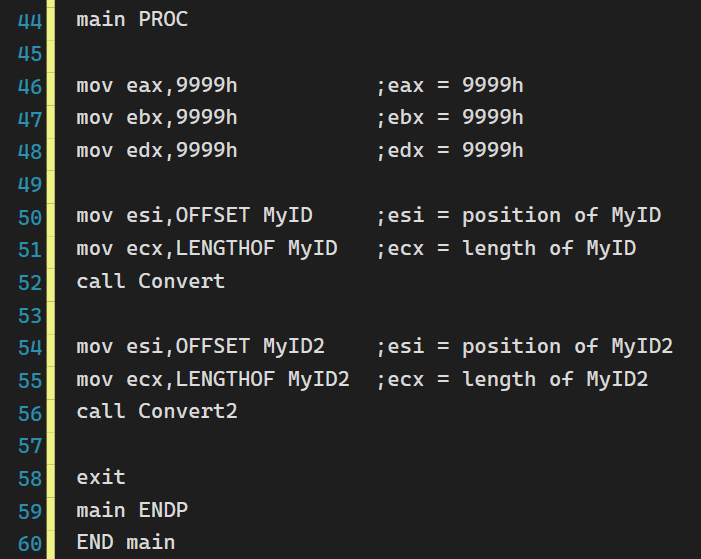 44 main PROC
45
46 mov eax,9999h ;eax = 9999h
47 mov ebx,9999h ;ebx = 9999h
48 mov edx,9999h ;edx = 9999h
49
50 mov esi,OFFSET MyID ;esi = position of MyID
51 mov ecx,LENGTHOF MyID ;ecx = length of MyID
52 call Convert
53
54 mov esi,OFFSET MyID2 ;esi = position of MyID2
55 mov ecx,LENGTHOF MyID2 ;ecx = length of MyID2
56 call Convert2
57
58 exit
59 main ENDP
60 END main